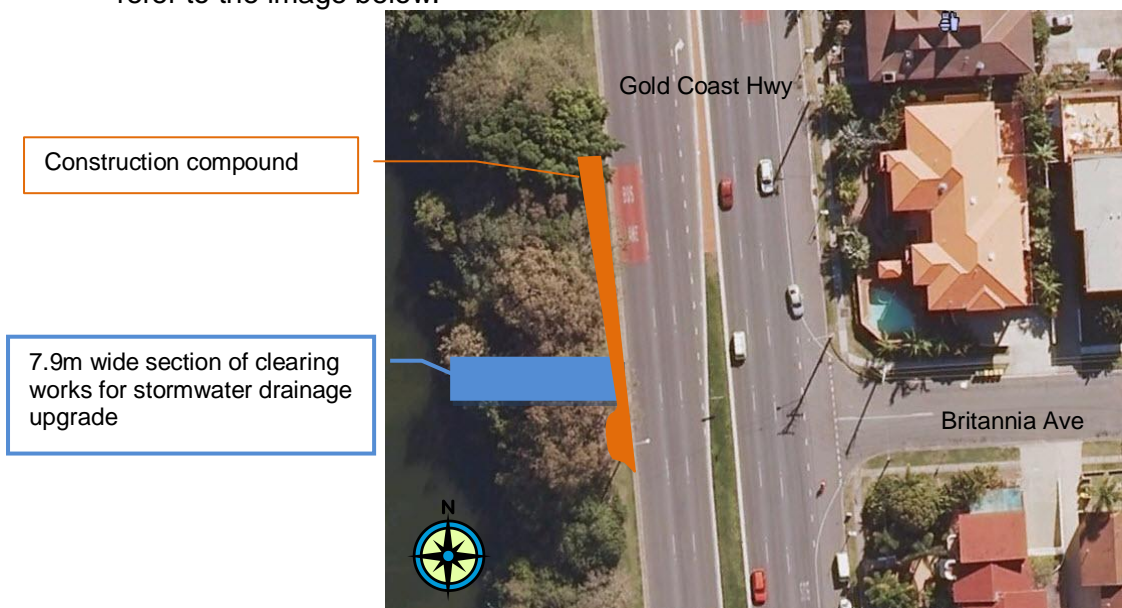 refer to the image below.
Gold Coast Hwy
Construction compound
BUS
LANE
7.9m wide section of clearing
works for stormwater drainage
upgrade
Britannia Ave
N